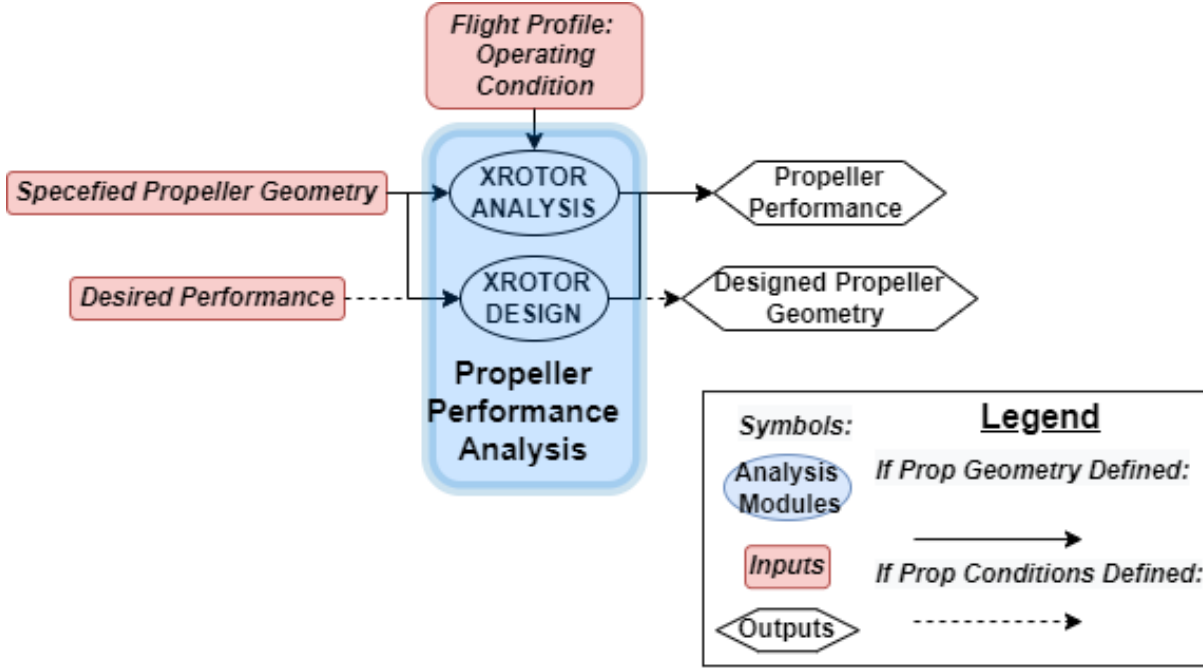 Flight Profile:
Operating
Condition
Specefied Propeller Geometry
XROTOR
ANALYSIS
Propeller
Performance
Desired Performance
XROTOR
DESIGN
Designed Propeller
Geometry
Propeller
Performance
Analysis
Legend
Symbols:
Analysis
Modules
If Prop Geometry Defined:
Inputs
If Prop Conditions Defined:
Outputs